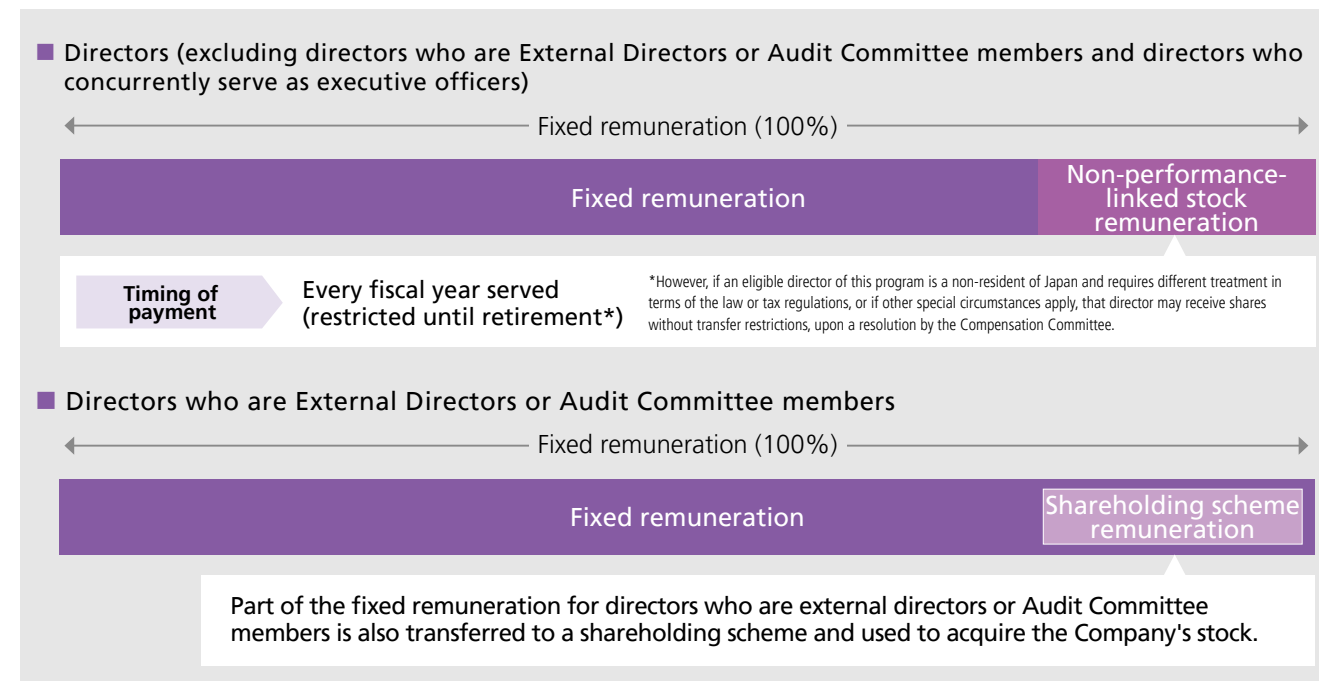 ■ Directors (excluding directors who are External Directors or Audit Committee members and directors who
concurrently serve as executive officers)
Fixed remuneration (100%)
Fixed remuneration
Non-performance-
linked stock
remuneration
Timing of
payment
Every fiscal year served
(restricted until retirement*)
*However, if an eligible director of this program is a non-resident of Japan and requires different treatment in
terms of the law or tax regulations, or if other special circumstances apply, that director may receive shares
without transfer restrictions, upon a resolution by the Compensation Committee.
■ Directors who are External Directors or Audit Committee members
Fixed remuneration (100%)
Fixed remuneration
Shareholding scheme
remuneration
Part of the fixed remuneration for directors who are external directors or Audit Committee
members is also transferred to a shareholding scheme and used to acquire the Company's stock.